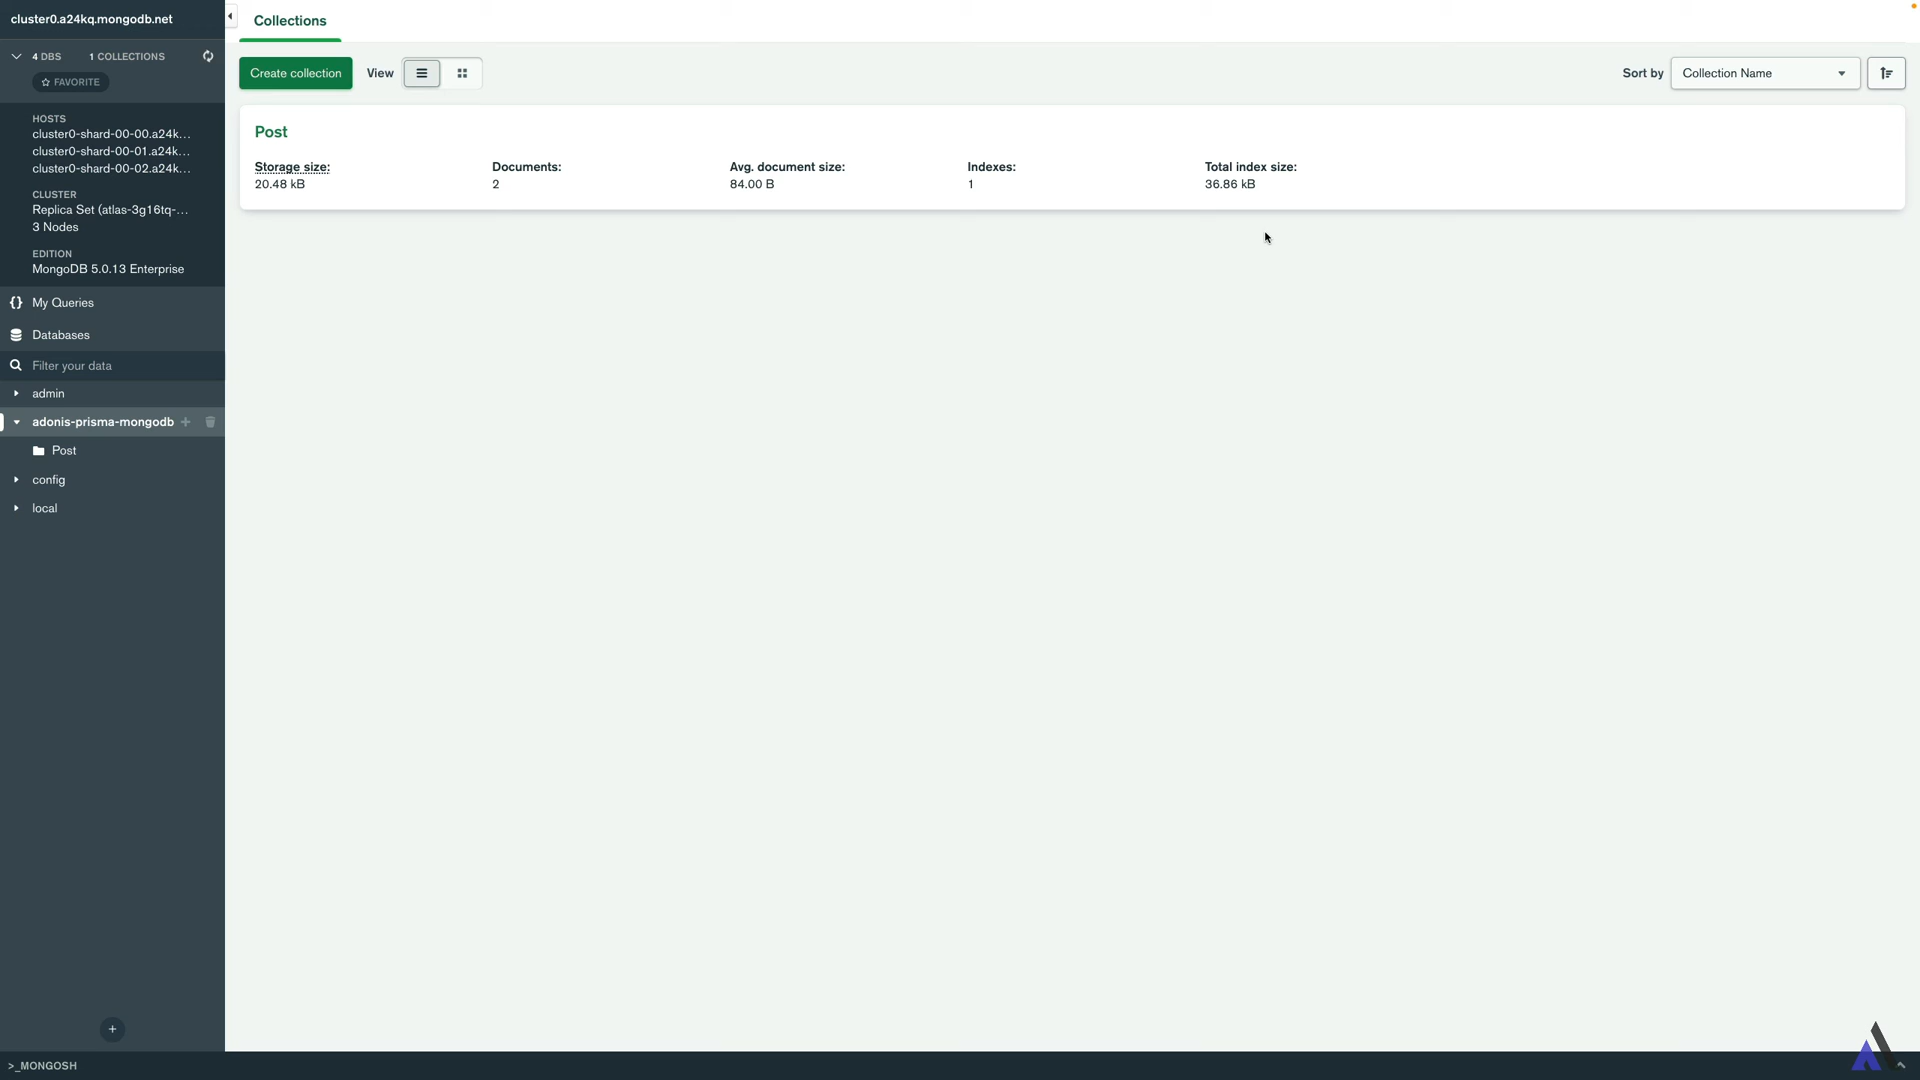 cluster0.a24kq.mongodb.net
4 DBS 1 COLLECTIONS
FAVORITE
HOSTS
cluster0-shard-00-00.a24k...
cluster0-shard-00-01.a24k...
cluster0-shard-00-02.a24k...
CLUSTER
Replica Set (atlas-3g16tq-...
3 Nodes
EDITION
MongoDB 5.0.13 Enterprise
{} My Queries
Databases
Filter your data
admin
adonis-prisma-mongodb
Post
config
local
Collections
Create collection View
Sort by Collection Name
Post
Storage size: Documents: Avg. document size: Indexes: Total index size:
20.48 kB 2 84.00 B 1 36.86 kB
>_MONGOSH